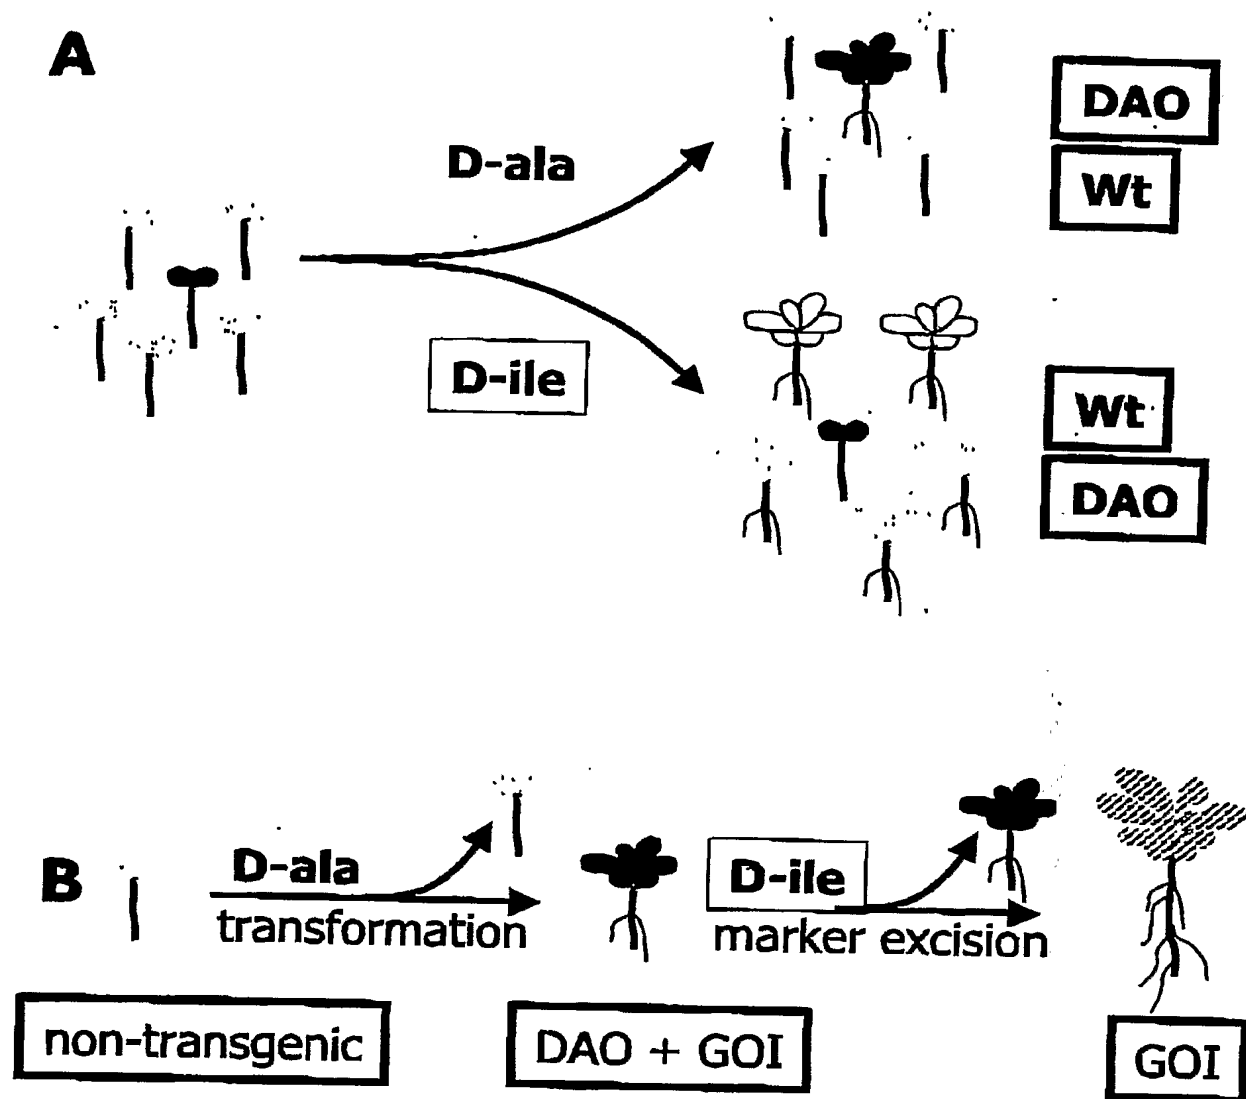 A
D-ala
DAO
Wt
D-ile
Wt
DAO
B
D-ala
transformation
D-ile
marker excision
non-transgenic
DAO + GOI
GOI